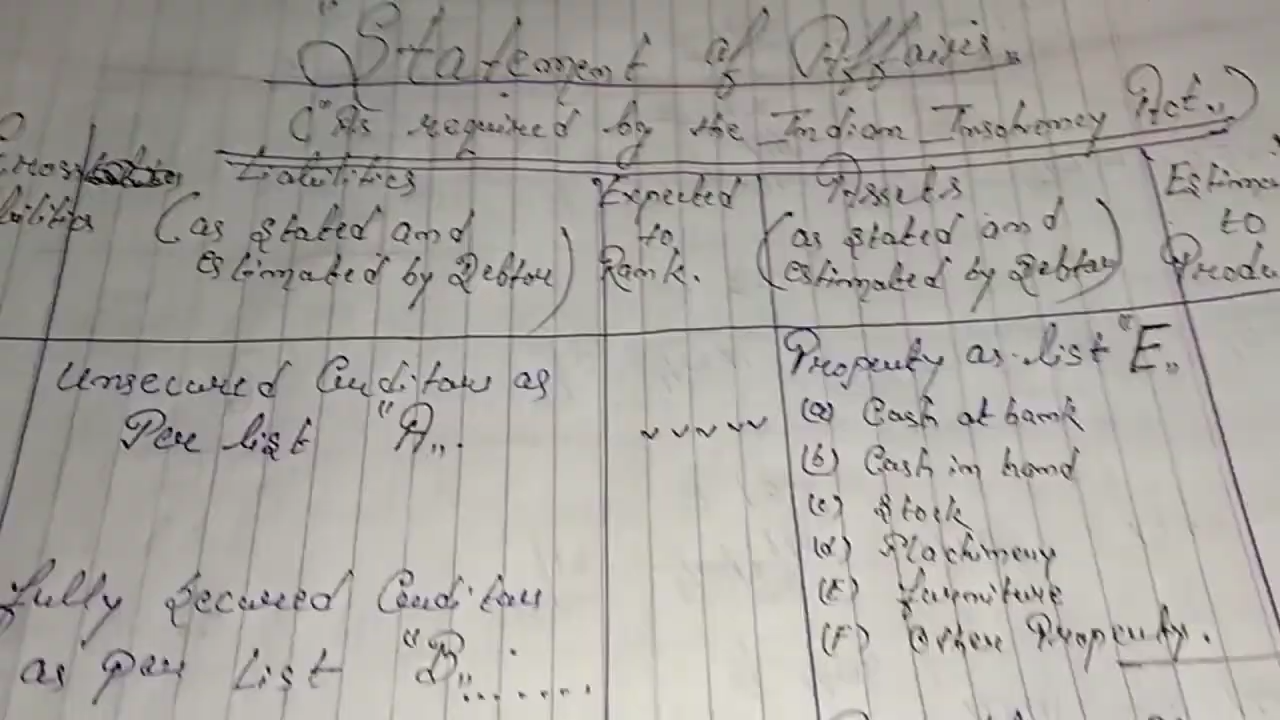 "Statement of Affairs"
("As required by the Indian Insolvency Act")
Gross
Liabilities
(as stated and
estimated by Debtor)
Expected
to
Rank.
Assets
(as stated and
estimated by Debtor)
to
Unsecured Creditors as
Per list "A"
Fully Secured Creditors
as per List "B" ........
Property as list "E"
(a) Cash at bank
(b) Cash in hand
(c) Stock
(d) Machinery
(E) furniture
(F) Other Property.